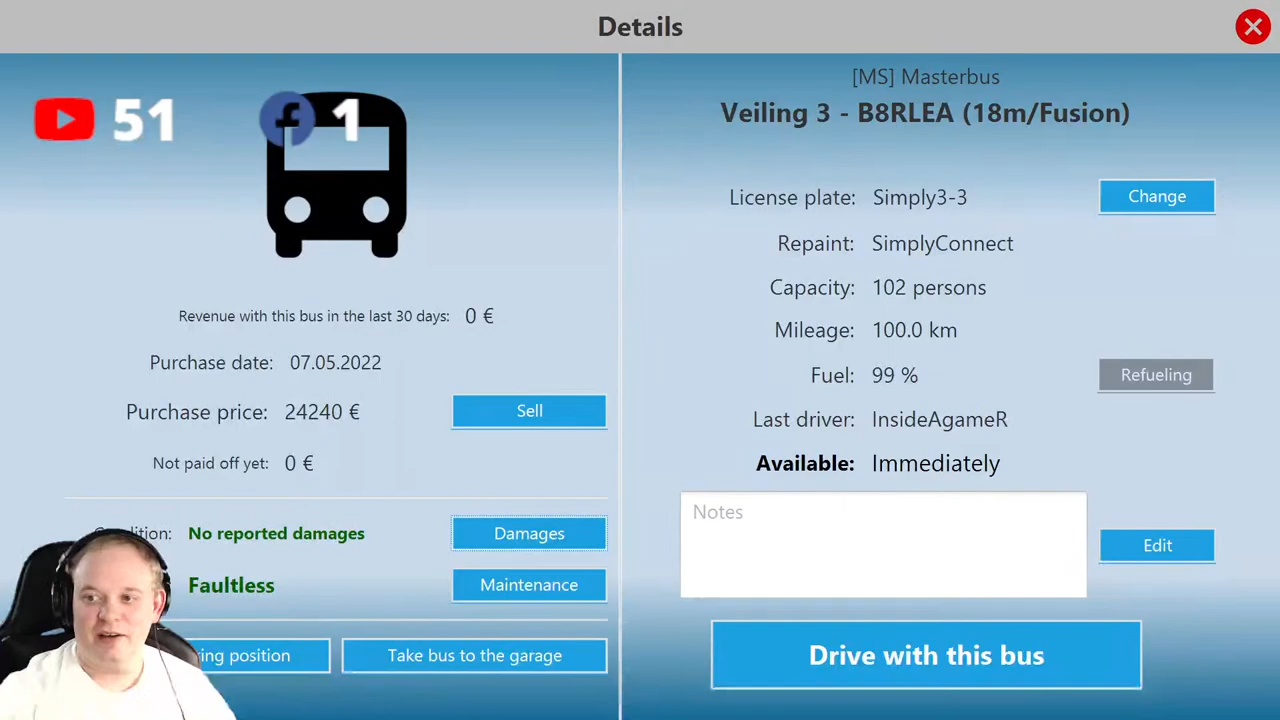 Details
51
1
[MS] Masterbus
Veiling 3 - B8RLEA (18m/Fusion)
License plate: Simply3-3
Change
Repaint: SimplyConnect
Capacity: 102 persons
Mileage: 100.0 km
Fuel: 99 %
Refueling
Last driver: InsideAgameR
Available: Immediately
Notes
Edit
Drive with this bus
Revenue with this bus in the last 30 days: 0 €
Purchase date: 07.05.2022
Purchase price: 24240 €
Sell
Not paid off yet: 0 €
No reported damages
Damages
Faultless
Maintenance
position
Take bus to the garage